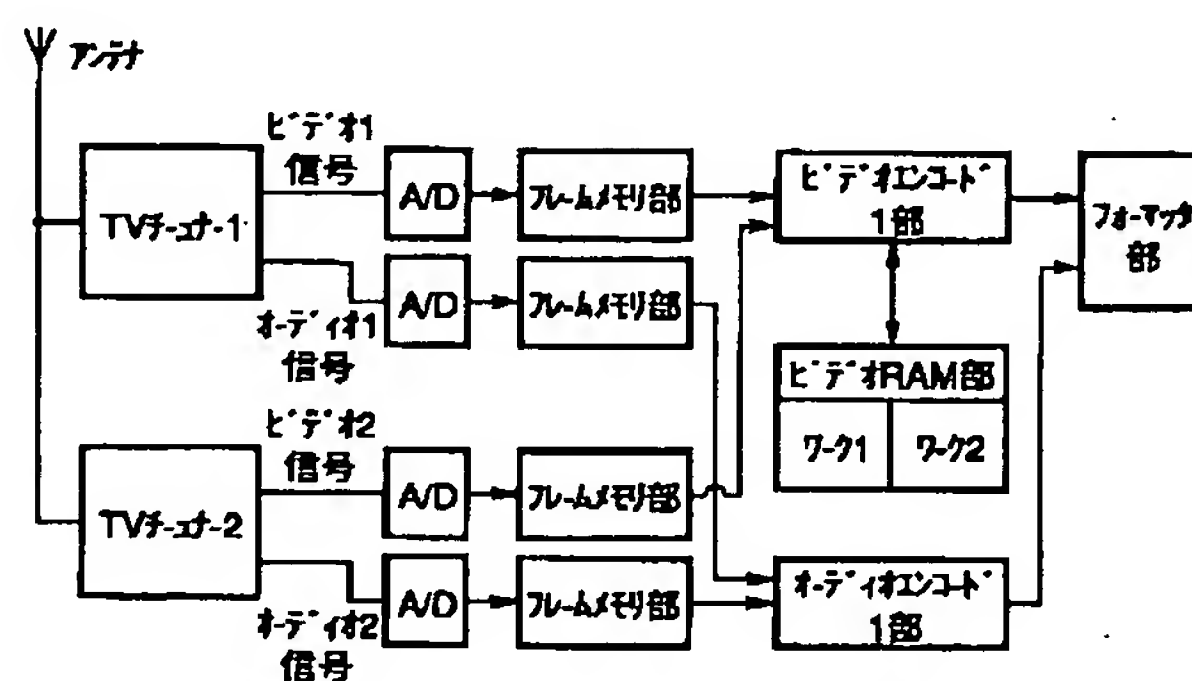 アンテナ
ビデオ1
信号
TVチューナー1
A/D
フレームメモリ部
ビデオエンコード
1部
フォーマッタ
部
オーディオ1
信号
A/D
フレームメモリ部
ビデオRAM部
ワーク1
ワーク2
ビデオ2
信号
TVチューナー2
A/D
フレームメモリ部
オーディオ2
信号
A/D
フレームメモリ部
オーディオエンコード
1部